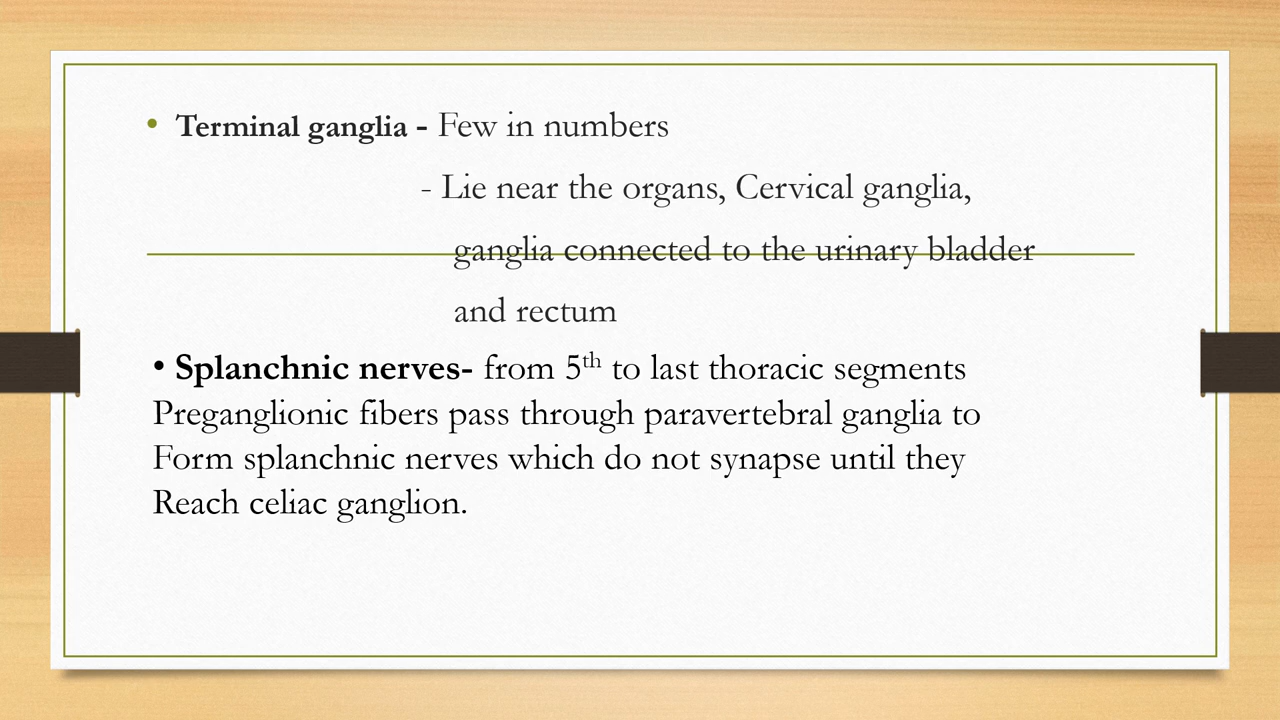 • Terminal ganglia - Few in numbers
- Lie near the organs, Cervical ganglia,
ganglia connected to the urinary bladder
and rectum
• Splanchnic nerves- from 5th to last thoracic segments
Preganglionic fibers pass through paravertebral ganglia to
Form splanchnic nerves which do not synapse until they
Reach celiac ganglion.